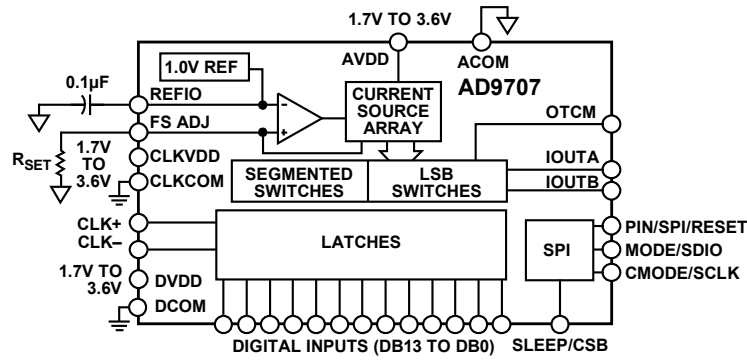 1.7V TO 3.6V
AVDD
ACOM
1.0V REF
AD9707
0.1µF
REFIO
CURRENT
SOURCE
ARRAY
OTCM
FS ADJ
RSET
1.7V
TO
3.6V
CLKVDD
IOUTA
CLKCOM
SEGMENTED
SWITCHES
LSB
SWITCHES
IOUTB
CLK+
CLK–
LATCHES
SPI
PIN/SPI/RESET
MODE/SDIO
CMODE/SCLK
1.7V TO
3.6V
DVDD
DCOM
DIGITAL INPUTS (DB13 TO DB0)
SLEEP/CSB